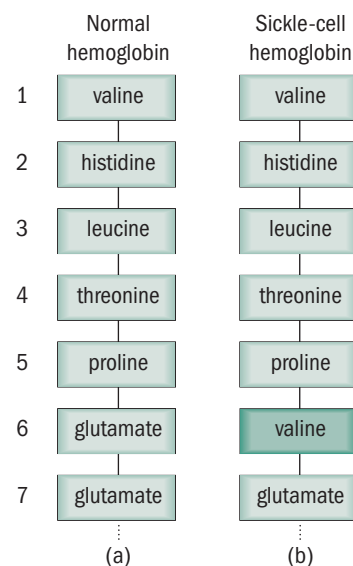 Normal
hemoglobin
Sickle-cell
hemoglobin
1 valine valine
2 histidine histidine
3 leucine leucine
4 threonine threonine
5 proline proline
6 glutamate valine
7 glutamate glutamate
(a) (b)